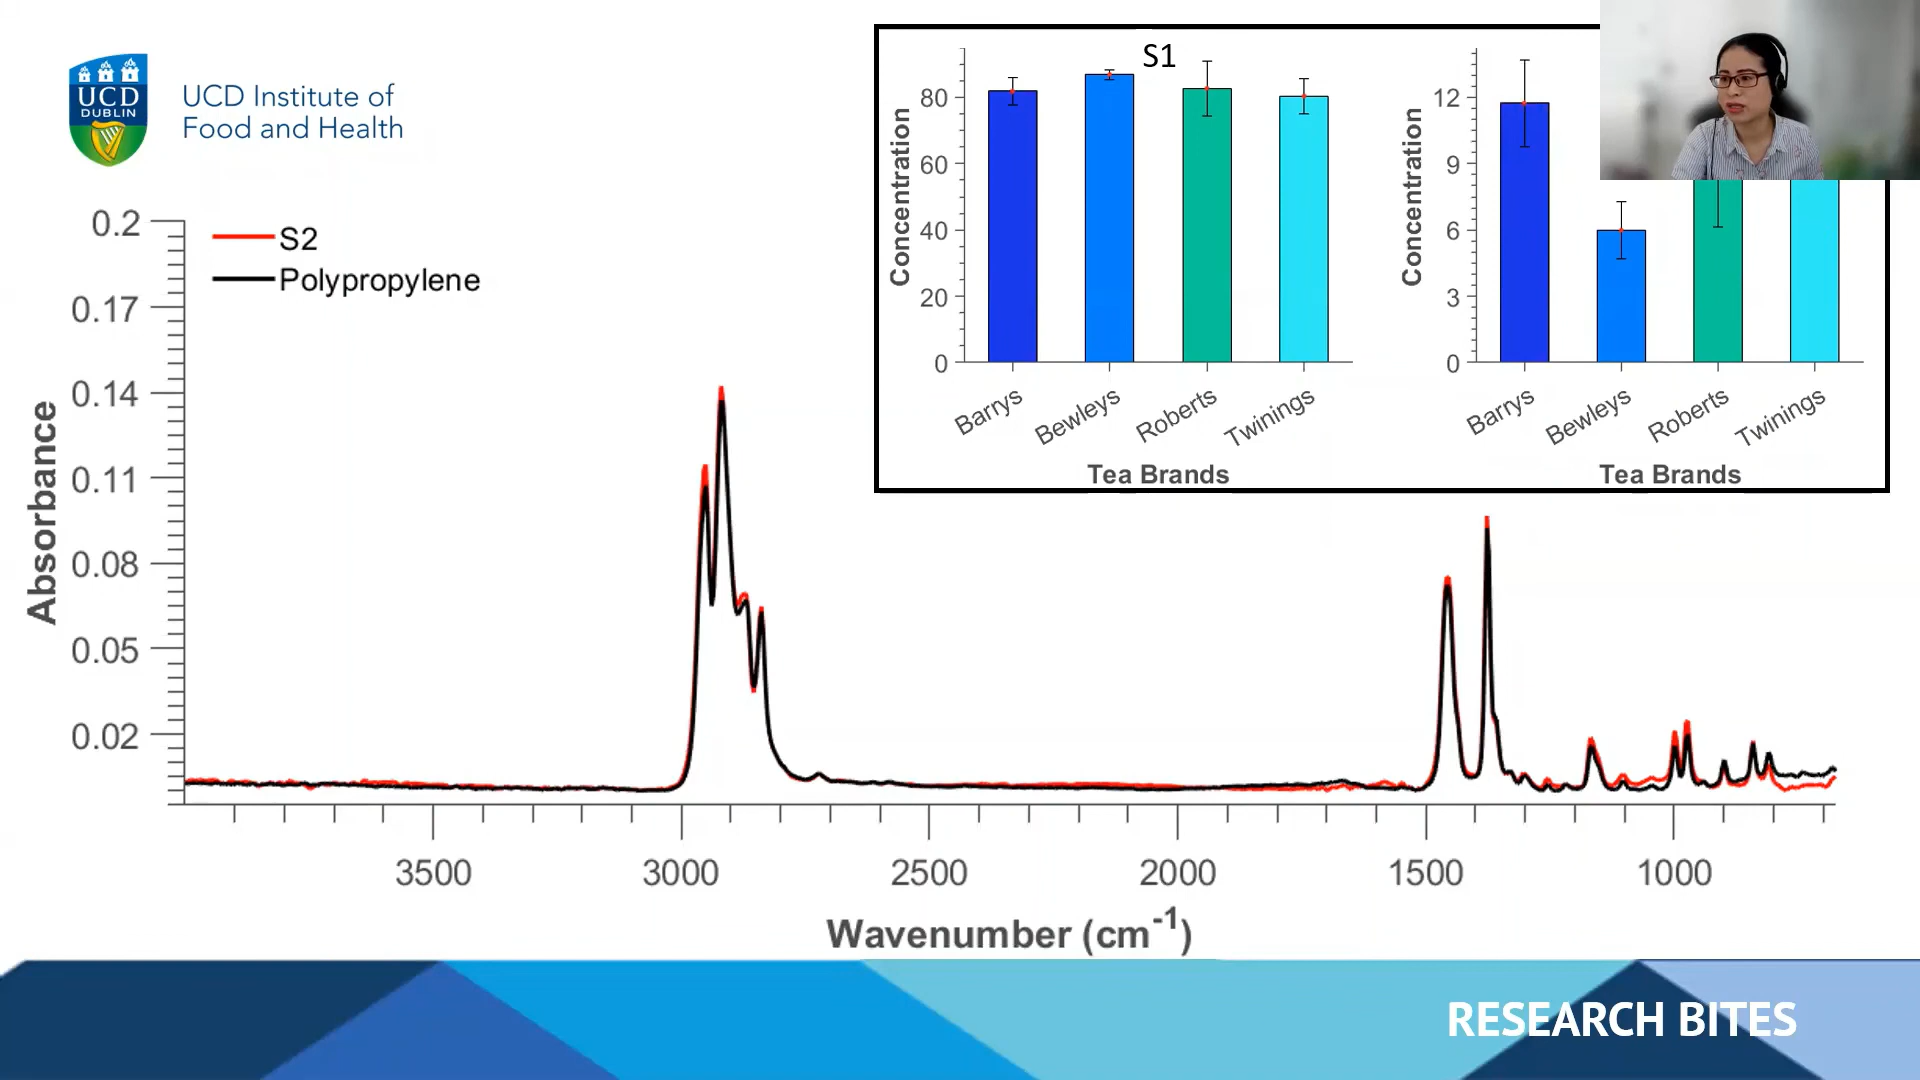 UCD
DUBLIN
UCD Institute of
Food and Health
S1
Concentration
80
60
40
20
0
Barrys
Bewleys
Roberts
Twinings
Tea Brands
Concentration
12
9
6
3
0
Barrys
Bewleys
Roberts
Twinings
Tea Brands
S2
Polypropylene
Absorbance
0.2
0.17
0.14
0.11
0.08
0.05
0.02
3500 3000 2500 2000 1500 1000
Wavenumber (cm-1)
RESEARCH BITES